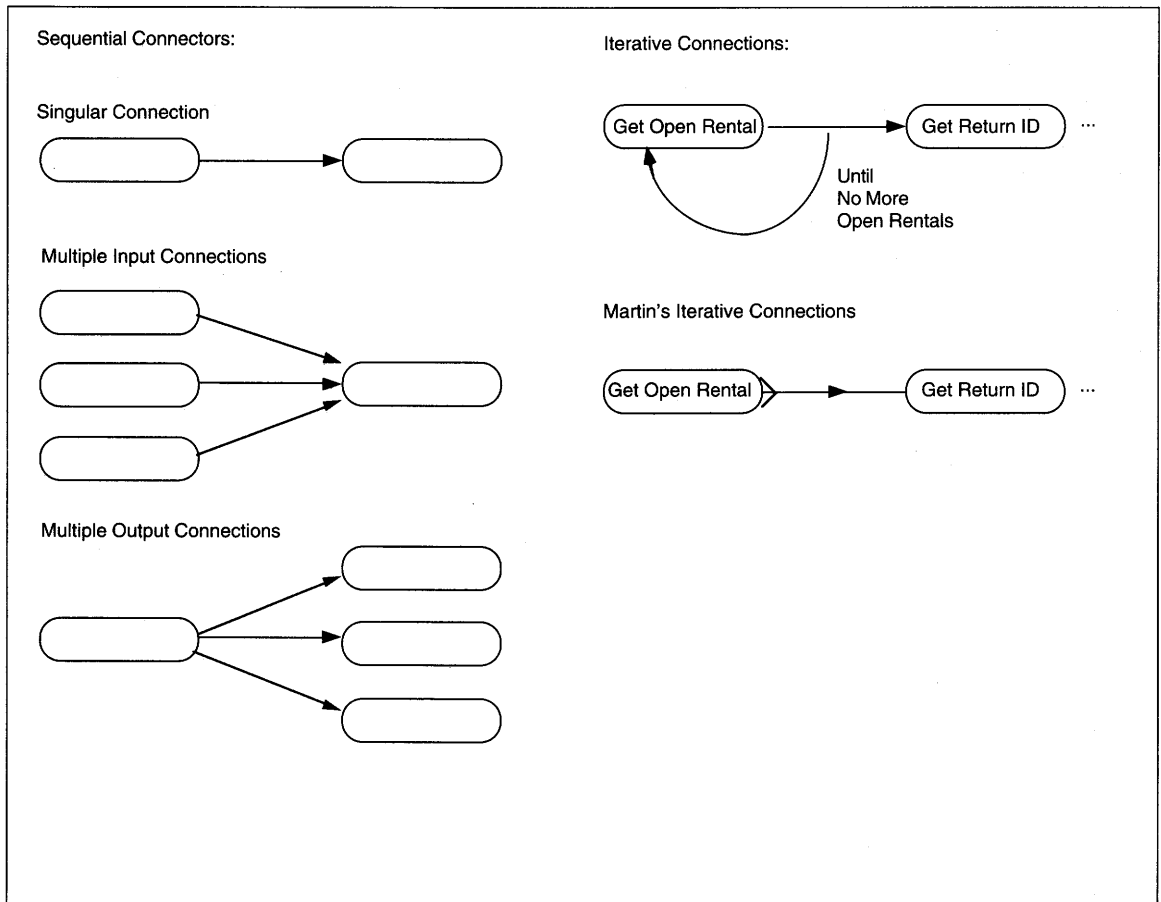 Sequential Connectors:
Singular Connection
Multiple Input Connections
Multiple Output Connections
Iterative Connections:
Get Open Rental
Get Return ID
...
Until
No More
Open Rentals
Martin's Iterative Connections
Get Open Rental
Get Return ID
...